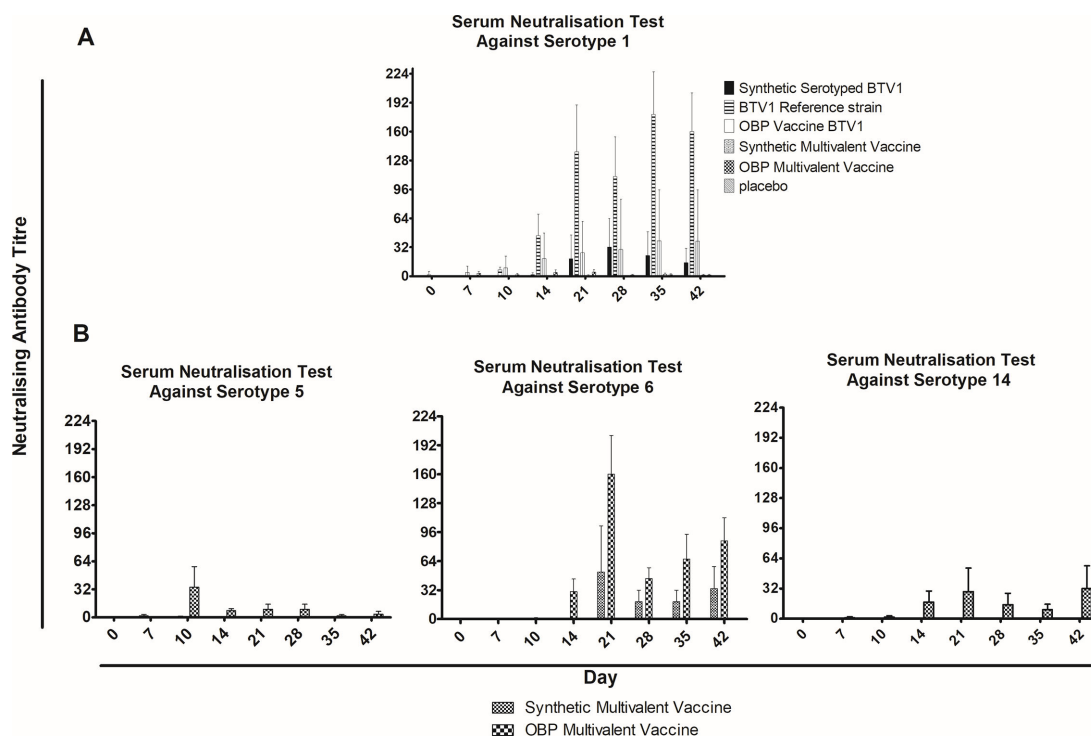 A
Serum Neutralisation Test
Against Serotype 1
224
192
160
128
96
64
32
0
0 7 10 14 21 28 35 42
Synthetic Serotyped BTV1
BTV1 Reference strain
OBP Vaccine BTV1
Synthetic Multivalent Vaccine
OBP Multivalent Vaccine
placebo
Neutralising Antibody Titre
B
Serum Neutralisation Test
Against Serotype 5
224
192
160
128
96
64
32
0
0 7 10 14 21 28 35 42
Serum Neutralisation Test
Against Serotype 6
224
192
160
128
96
64
32
0
0 7 10 14 21 28 35 42
Serum Neutralisation Test
Against Serotype 14
224
192
160
128
96
64
32
0
0 7 10 14 21 28 35 42
Day
Synthetic Multivalent Vaccine
OBP Multivalent Vaccine